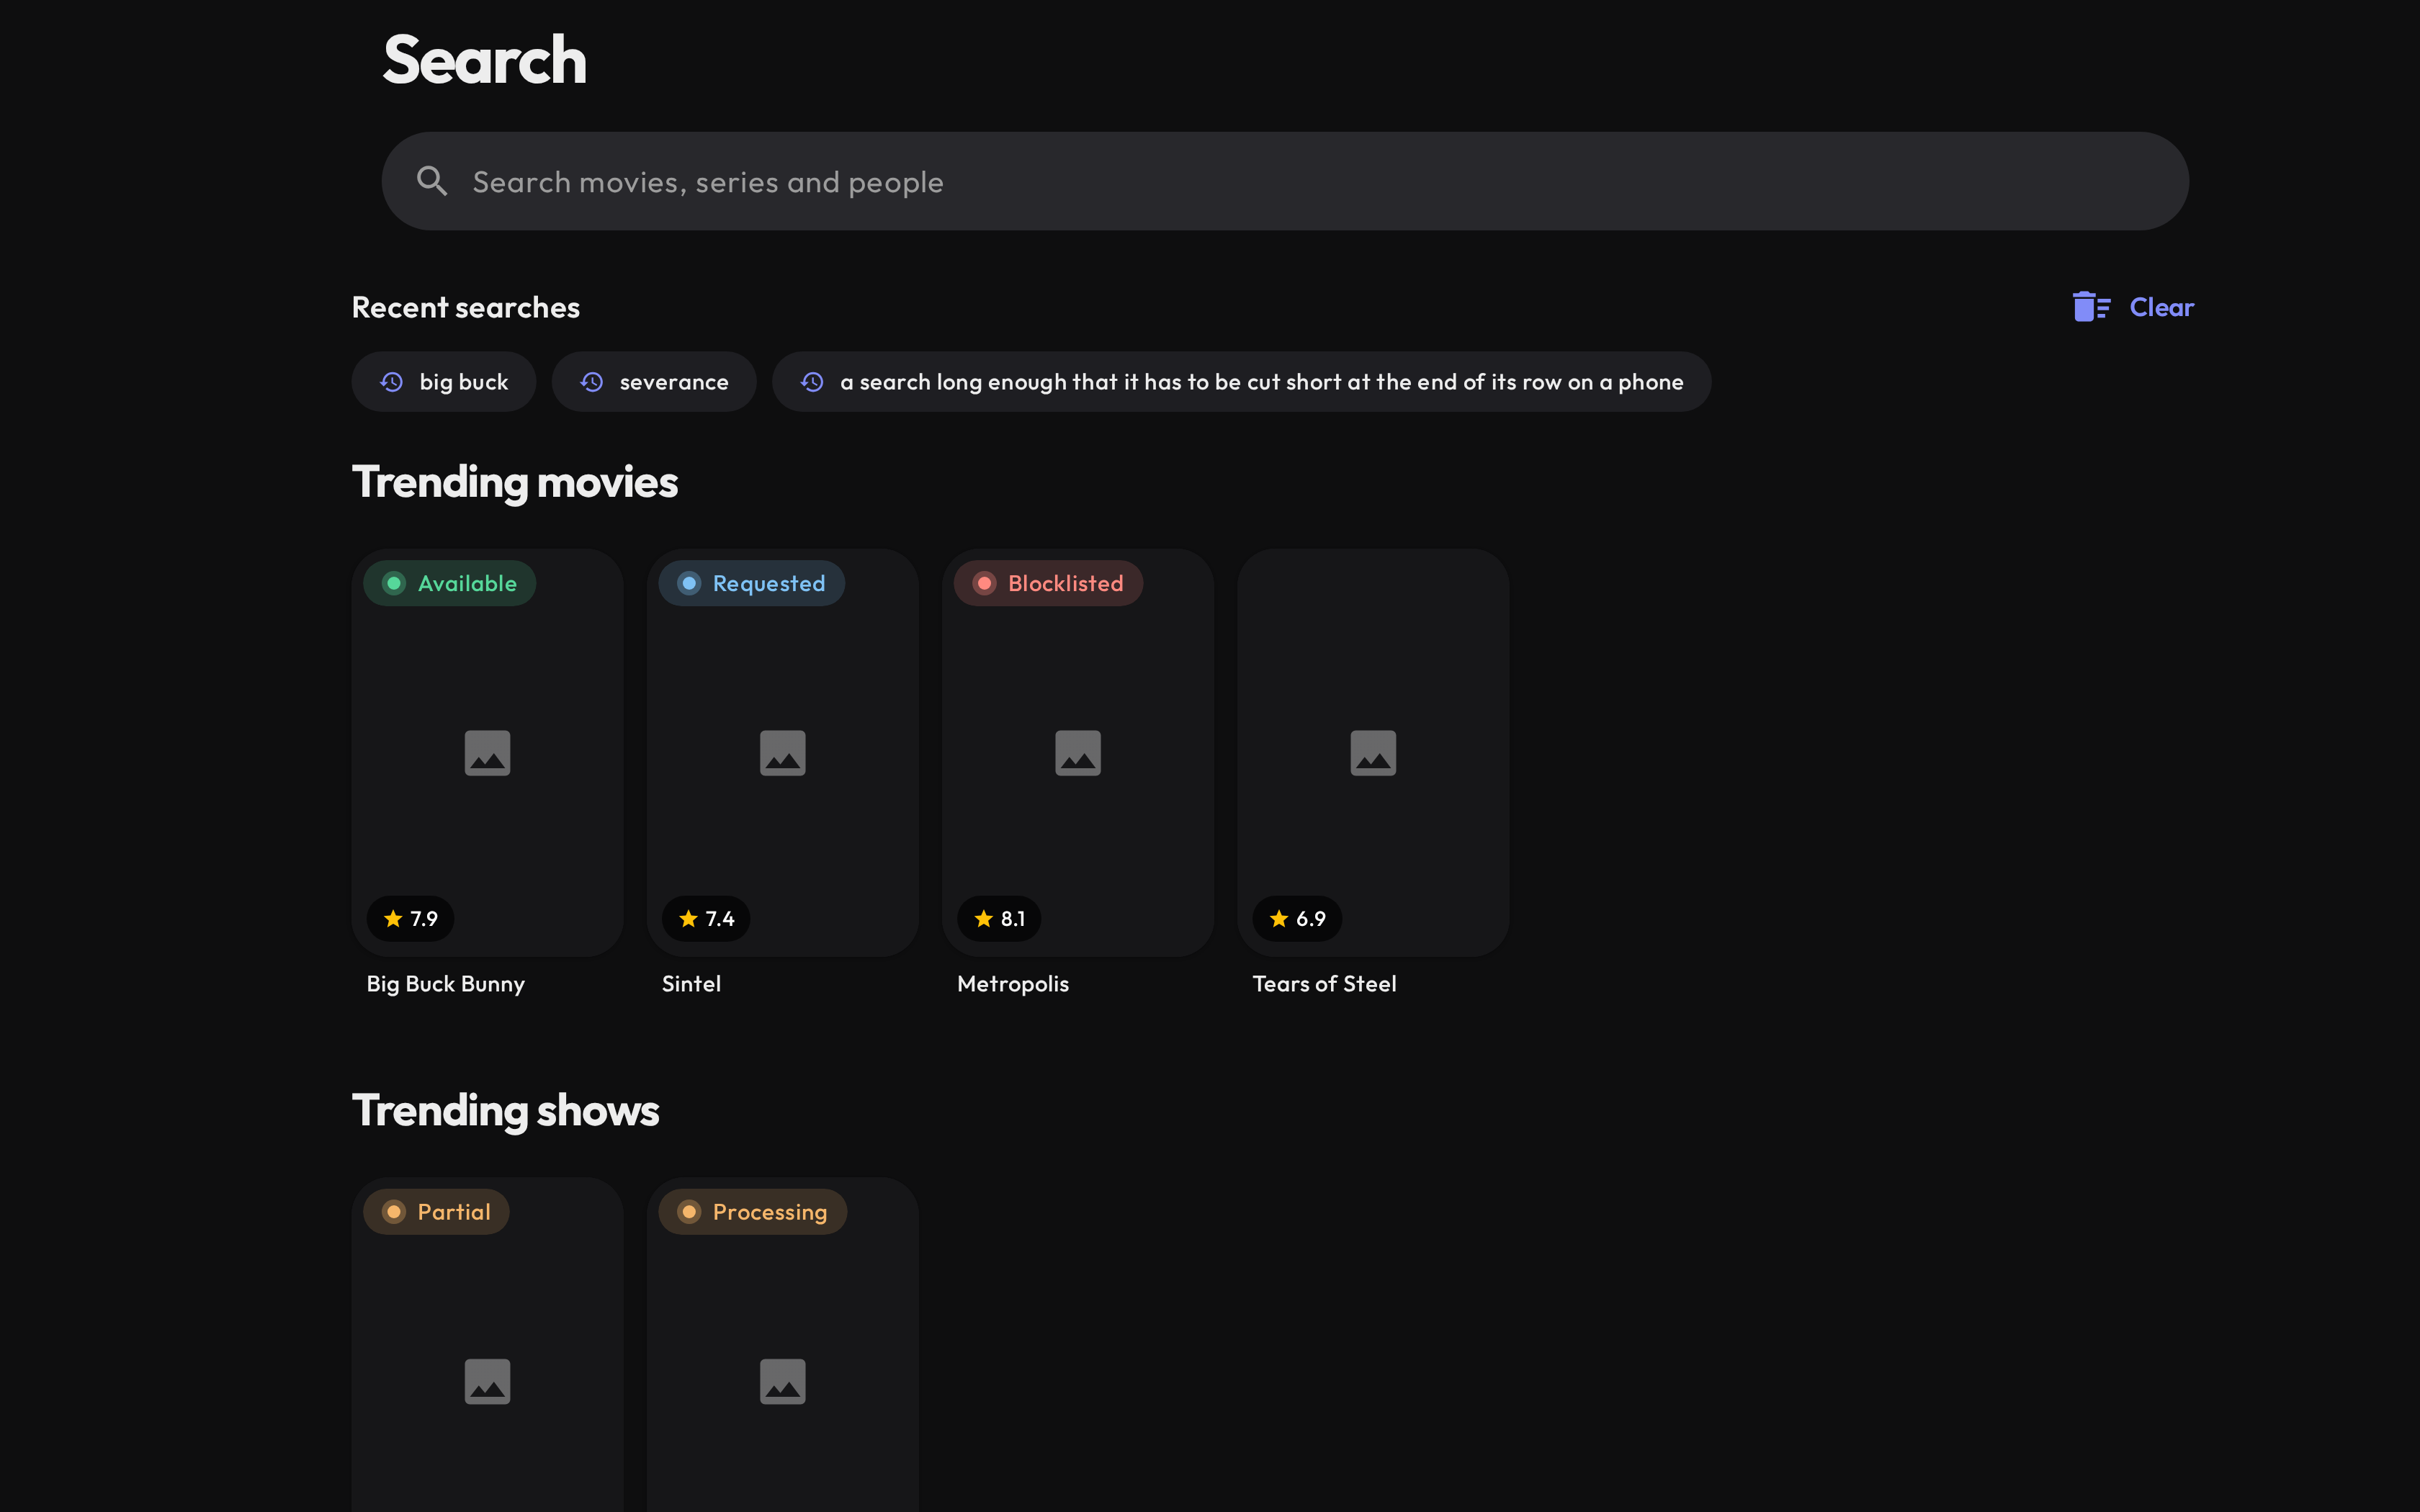 Search
Search movies, series and people
Recent searches
Clear
big buck
severance
a search long enough that it has to be cut short at the end of its row on a phone
Trending movies
Available
Requested
Blocklisted
7.9
7.4
8.1
6.9
Big Buck Bunny
Sintel
Metropolis
Tears of Steel
Trending shows
Partial
Processing